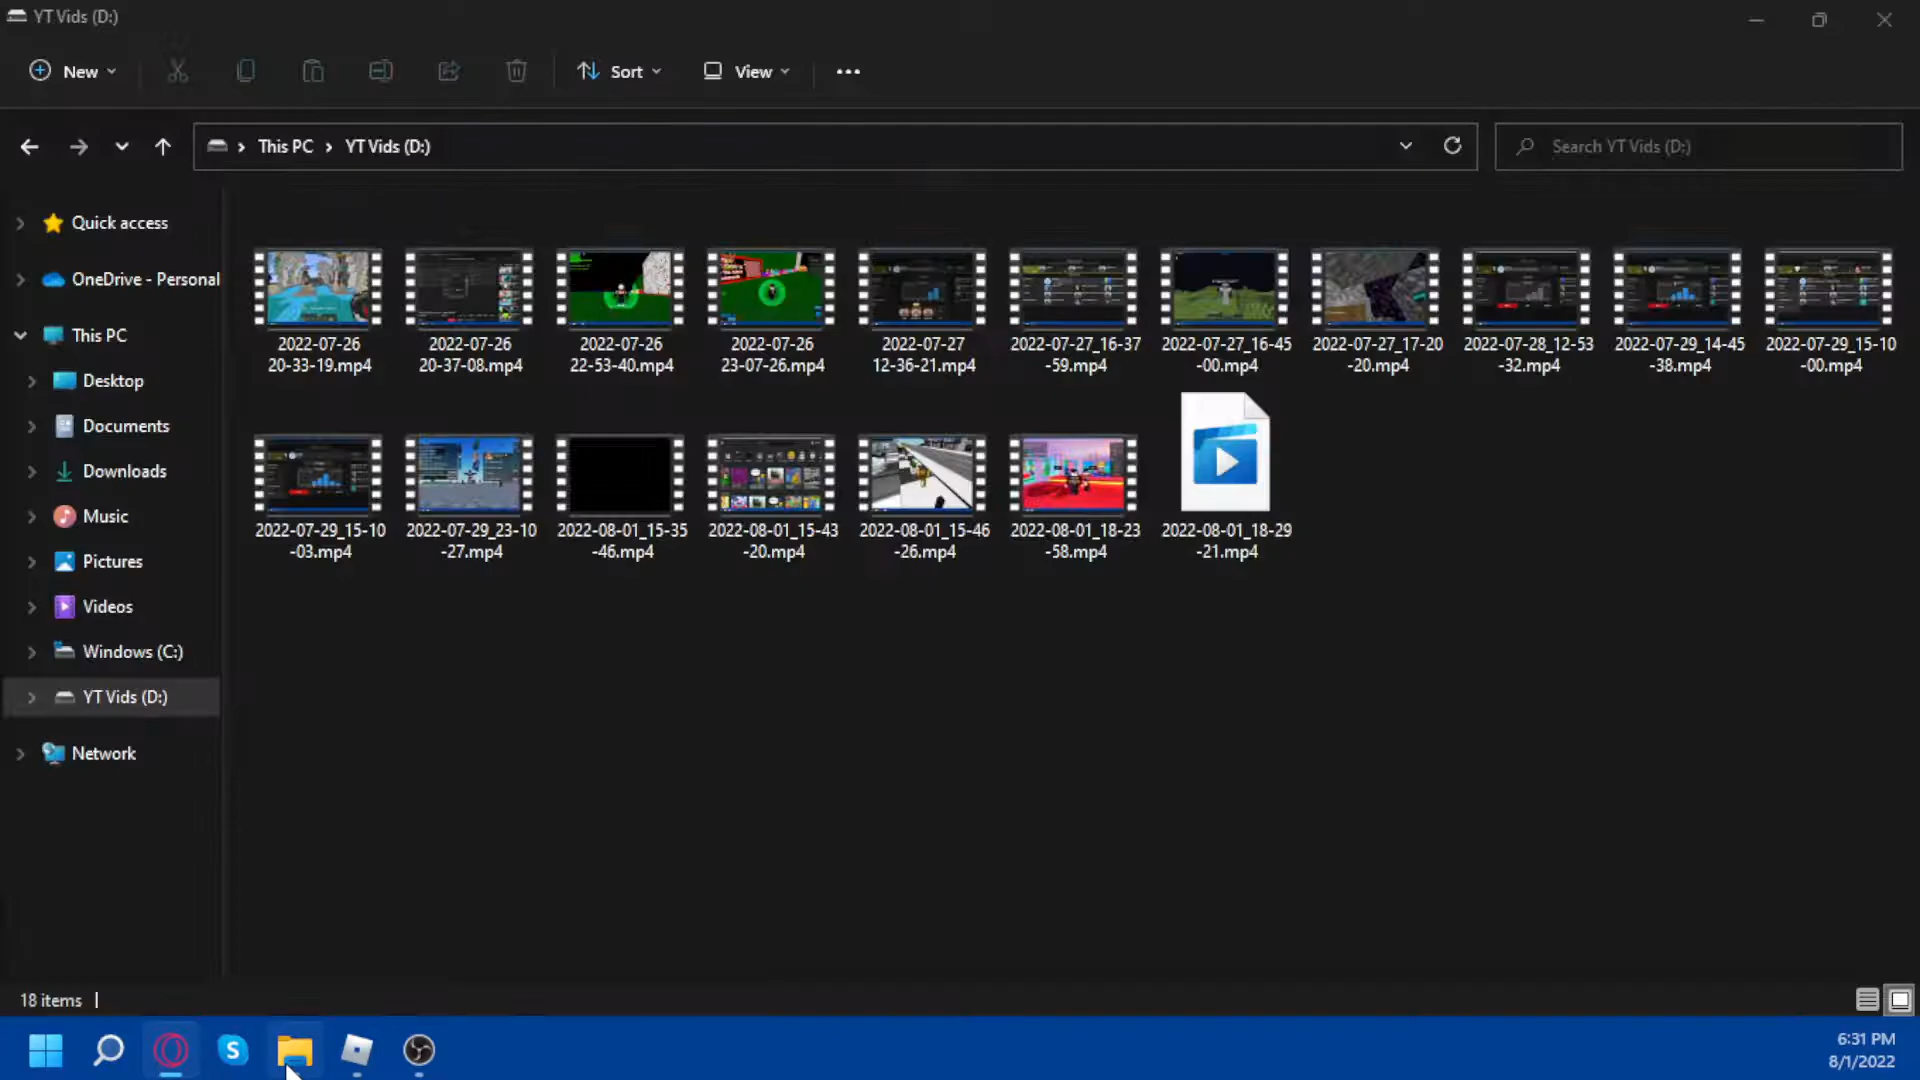 YT Vids (D:)
New
Sort
View
This PC
YT Vids (D:)
Search YT Vids (D:)
Quick access
OneDrive - Personal
This PC
Desktop
Documents
Downloads
Music
Pictures
Videos
Windows (C:)
YT Vids (D:)
Network
2022-07-26
20-33-19.mp4
2022-07-26
20-37-08.mp4
2022-07-26
22-53-40.mp4
2022-07-26
23-07-26.mp4
2022-07-27
12-36-21.mp4
2022-07-27_16-37
-59.mp4
2022-07-27_16-45
-00.mp4
2022-07-27_17-20
-20.mp4
2022-07-28_12-53
-32.mp4
2022-07-29_14-45
-38.mp4
2022-07-29_15-10
-00.mp4
2022-07-29_15-10
-03.mp4
2022-07-29_23-10
-27.mp4
2022-08-01_15-35
-46.mp4
2022-08-01_15-43
-20.mp4
2022-08-01_15-46
-26.mp4
2022-08-01_18-23
-58.mp4
2022-08-01_18-29
-21.mp4
18 items
6:31 PM
8/1/2022